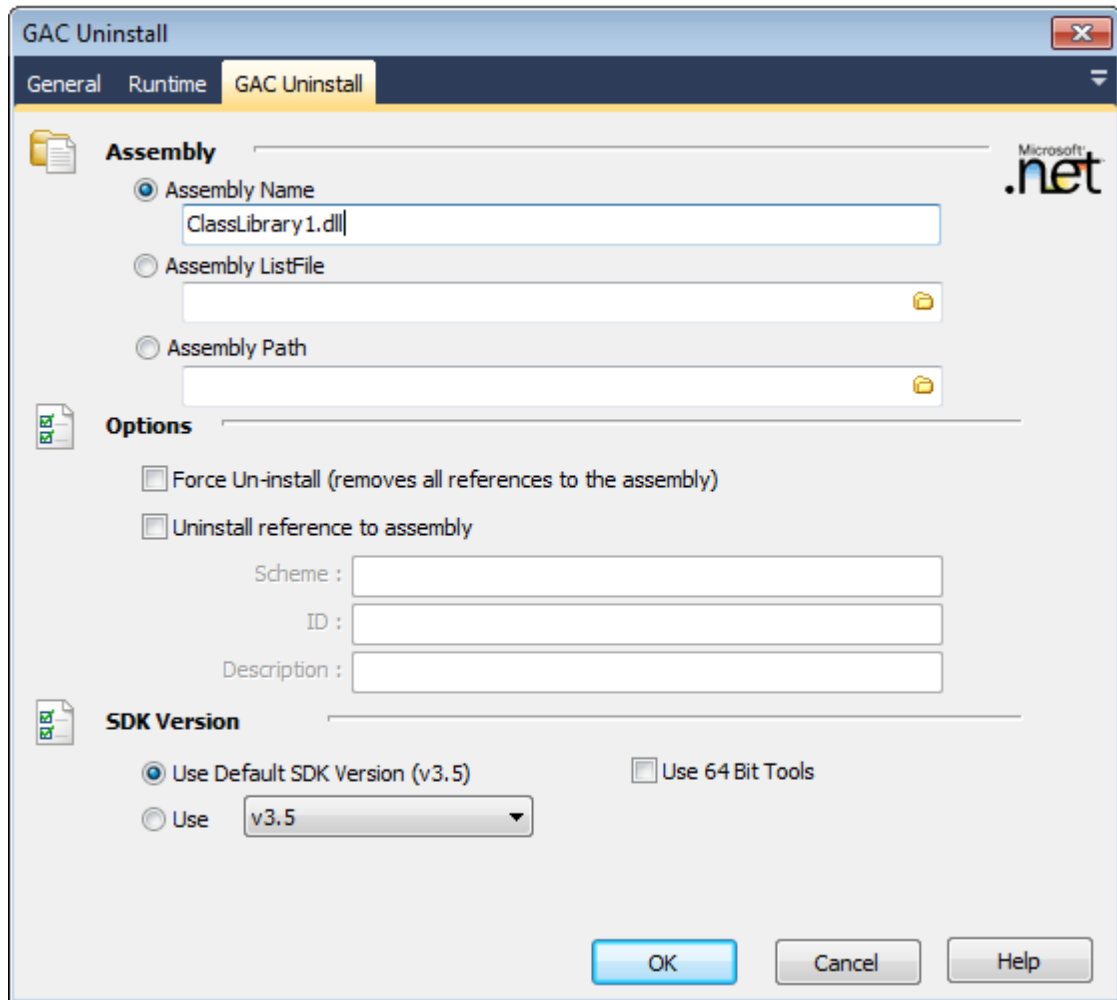 GAC Uninstall
General Runtime GAC Uninstall
Assembly
Microsoft
.net
Assembly Name
ClassLibrary1.dll
Assembly ListFile
Assembly Path
Options
Force Un-install (removes all references to the assembly)
Uninstall reference to assembly
Scheme :
ID :
Description :
SDK Version
Use Default SDK Version (v3.5) Use 64 Bit Tools
Use v3.5
OK Cancel Help